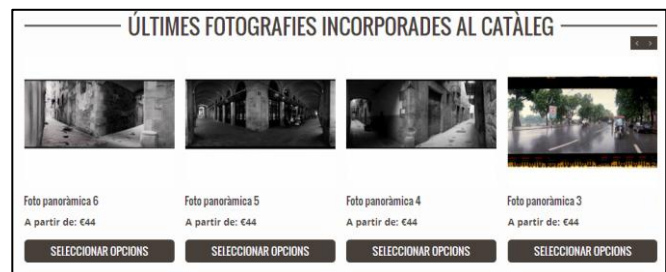 ÚLTIMES FOTOGRAFIES INCORPORADES AL CATÀLEG
Foto panoràmica 6
A partir de: €44
SELECCIONAR OPCIONS
Foto panoràmica 5
A partir de: €44
SELECCIONAR OPCIONS
Foto panoràmica 4
A partir de: €44
SELECCIONAR OPCIONS
Foto panoràmica 3
A partir de: €44
SELECCIONAR OPCIONS